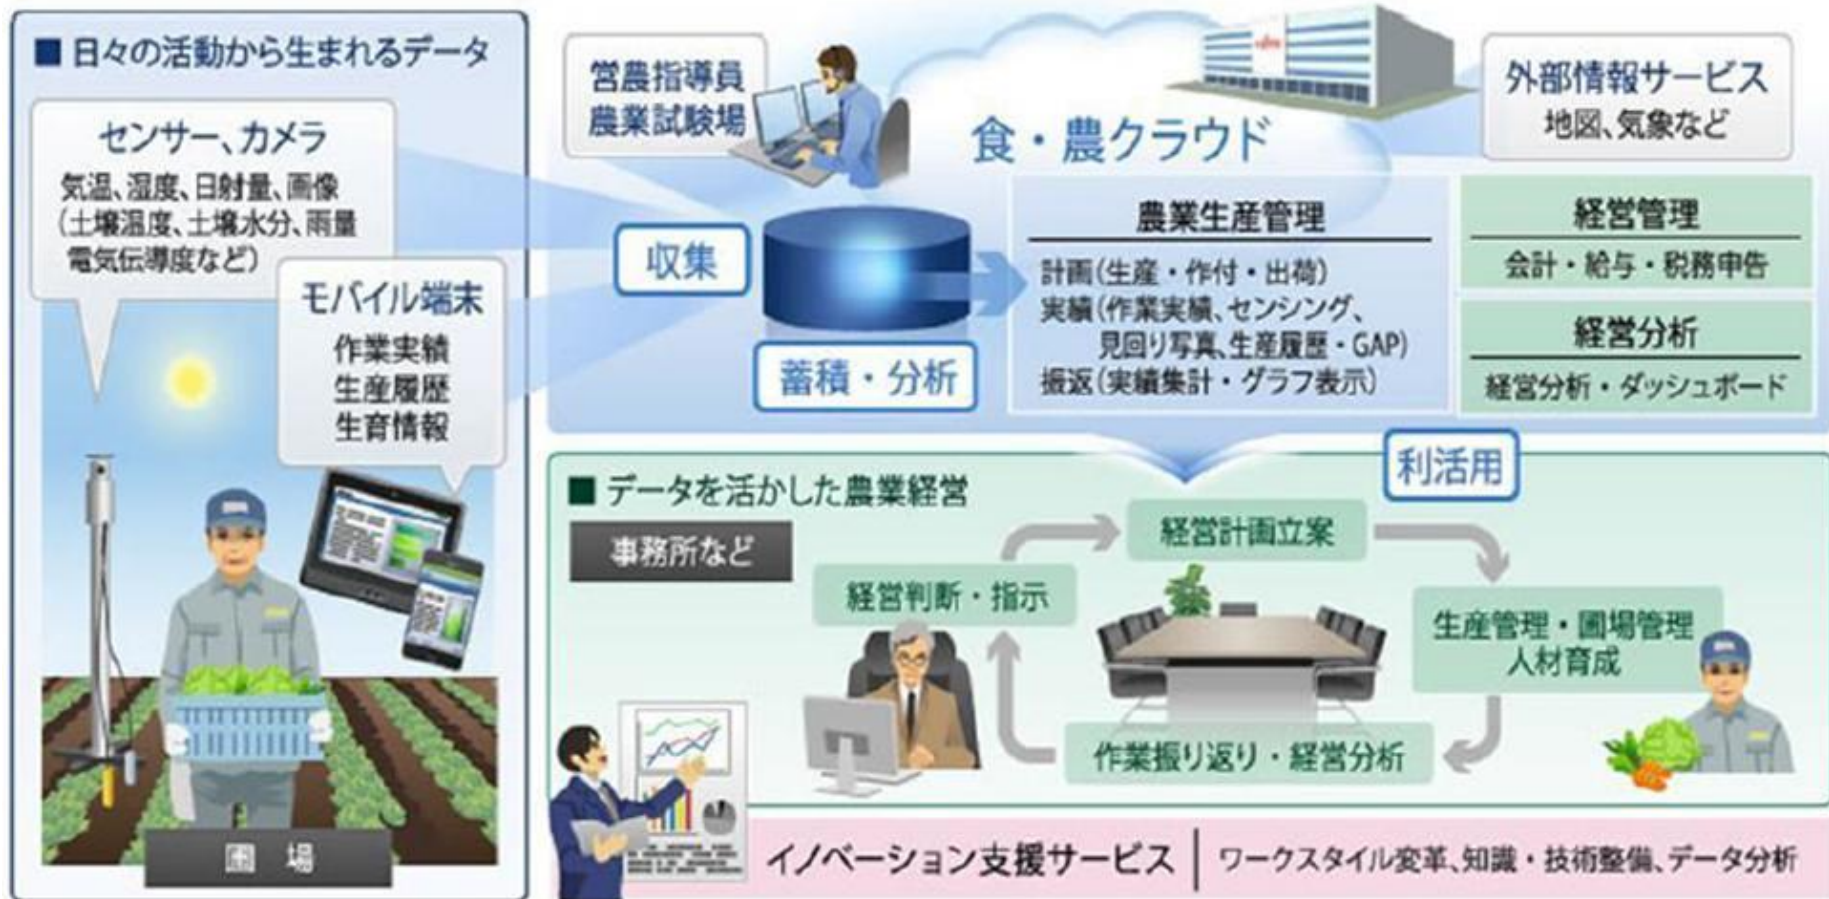 ■ 日々の活動から生まれるデータ
センサー、カメラ
気温、湿度、日射量、画像
(土壌温度、土壌水分、雨量
電気伝導度など)
モバイル端末
作業実績
生産履歴
生育情報
圃 場
営農指導員
農業試験場
食・農クラウド
外部情報サービス
地図、気象など
収集
蓄積・分析
農業生産管理
計画(生産・作付・出荷)
実績(作業実績、センシング、
見回り写真、生産履歴・GAP)
振返(実績集計・グラフ表示)
経営管理
会計・給与・税務申告
経営分析
経営分析・ダッシュボード
利活用
■ データを活かした農業経営
事務所など
経営計画立案
経営判断・指示
生産管理・圃場管理
人材育成
作業振り返り・経営分析
イノベーション支援サービス
ワークスタイル変革、知識・技術整備、データ分析